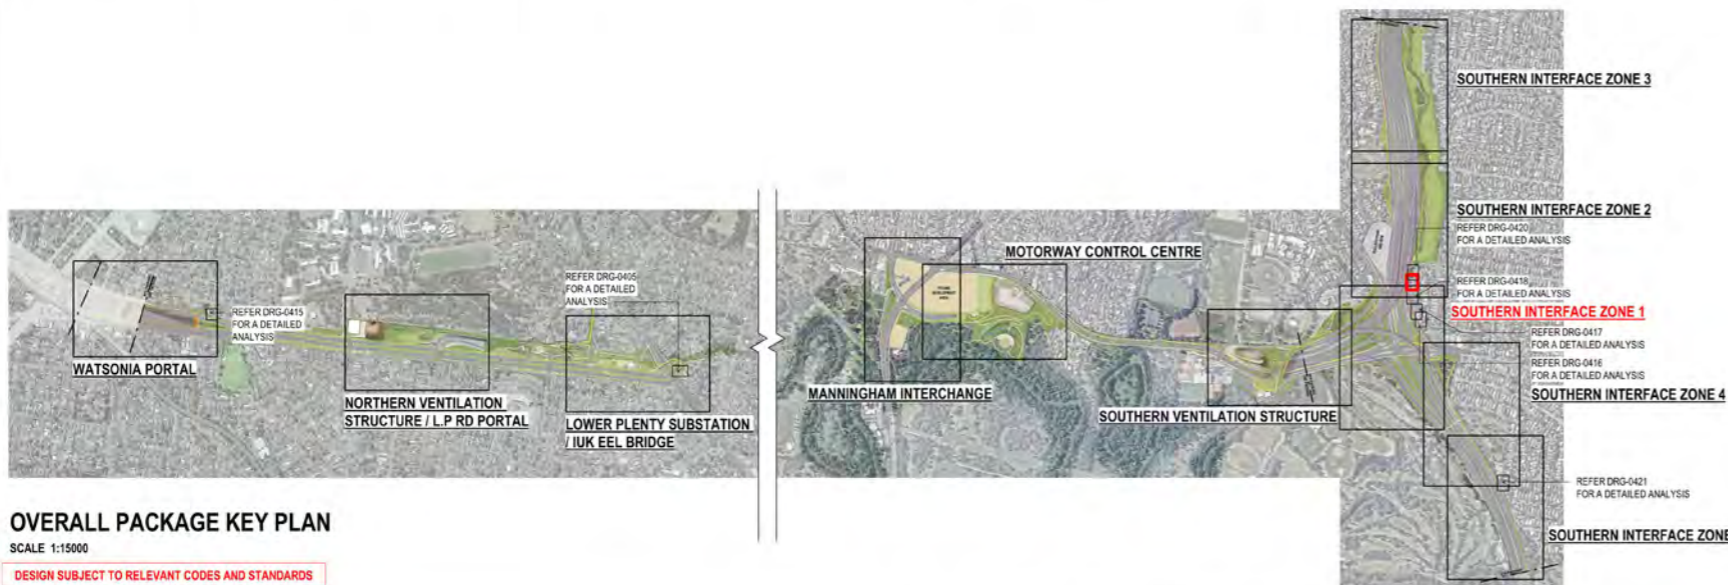 SOUTHERN INTERFACE ZONE 3
SOUTHERN INTERFACE ZONE 2
REFER DRG-0420
FOR A DETAILED ANALYSIS
REFER DRG-0418
FOR A DETAILED ANALYSIS
SOUTHERN INTERFACE ZONE 1
REFER DRG-0417
FOR A DETAILED ANALYSIS
REFER DRG-0416
FOR A DETAILED ANALYSIS
SOUTHERN INTERFACE ZONE 4
REFER DRG-0421
FOR A DETAILED ANALYSIS
SOUTHERN INTERFACE ZONE
MOTORWAY CONTROL CENTRE
MANNINGHAM INTERCHANGE
SOUTHERN VENTILATION STRUCTURE
REFER DRG-0405
FOR A DETAILED
ANALYSIS
REFER DRG-0415
FOR A DETAILED
ANALYSIS
WATSONIA PORTAL
NORTHERN VENTILATION
STRUCTURE / L.P RD PORTAL
LOWER PLENTY SUBSTATION
/ IUK EEL BRIDGE
OVERALL PACKAGE KEY PLAN
SCALE 1:15000
DESIGN SUBJECT TO RELEVANT CODES AND STANDARDS